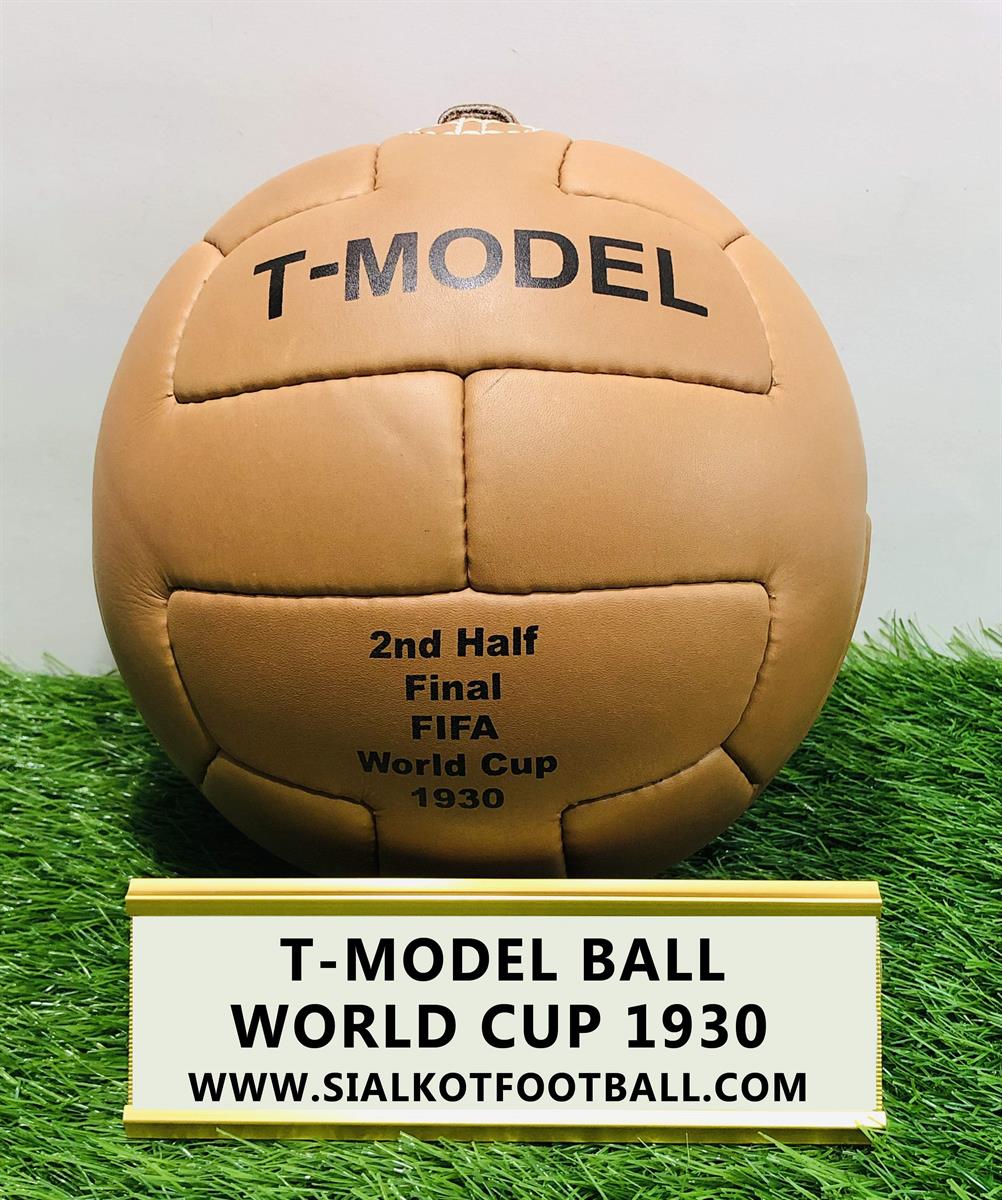 T-MODEL
2nd Half
Final
FIFA
World Cup
1930
T-MODEL BALL
WORLD CUP 1930
WWW.SIALKOTFOOTBALL.COM